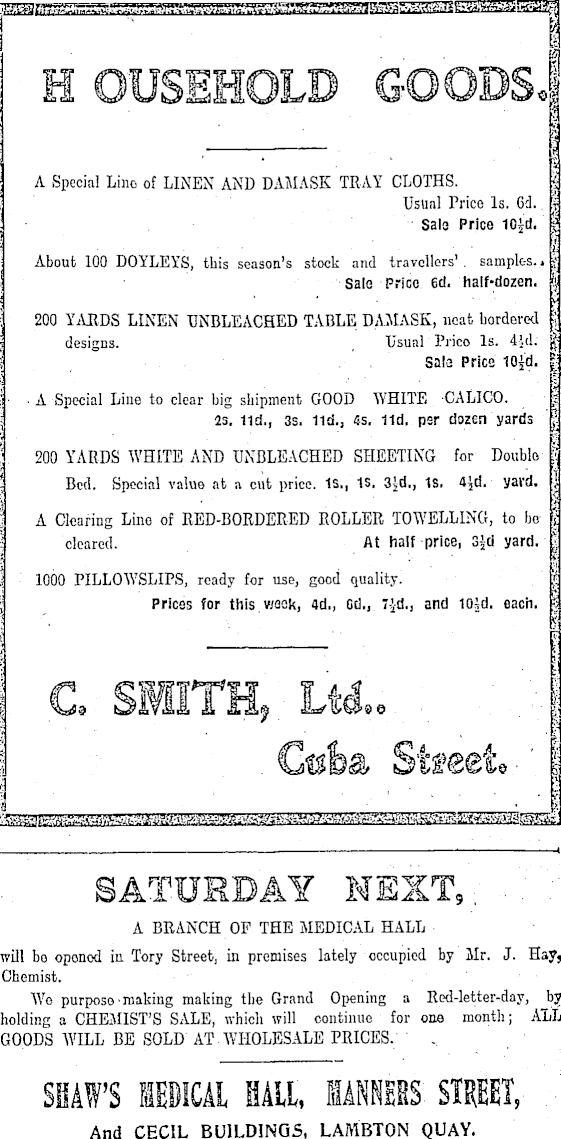 HOUSEHOLD GOODS.
A Special Line of LINEN AND DAMASK TRAY CLOTHS.
Usual Price 1s. 6d.
Sale Price 10½d.
About 100 DOYLEYS, this season's stock and travellers' samples.
Sale Price 6d. half-dozen.
200 YARDS LINEN UNBLEACHED TABLE DAMASK, neat bordered
designs. Usual Price 1s. 4½d.
Sale Price 10½d.
A Special Line to clear big shipment GOOD WHITE CALICO.
2s. 11d., 3s. 11d., 4s. 11d. per dozen yards
200 YARDS WHITE AND UNBLEACHED SHEETING for Double
Bed. Special value at a cut price. 1s., 1s. 3½d., 1s. 4½d. yard.
A Clearing Line of RED-BORDERED ROLLER TOWELLING, to be
cleared. At half price, 3½d yard.
1000 PILLOWSLIPS, ready for use, good quality.
Prices for this week, 4d., 6d., 7½d., and 10½d. each.
C. SMITH, Ltd..
Cuba Street.
SATURDAY NEXT,
A BRANCH OF THE MEDICAL HALL
will be opened in Tory Street, in premises lately occupied by Mr. J. Hay,
Chemist.
We purpose making making the Grand Opening a Red-letter-day, by
holding a CHEMIST'S SALE, which will continue for one month; ALL
GOODS WILL BE SOLD AT WHOLESALE PRICES.
SHAW'S MEDICAL HALL, MANNERS STREET,
And CECIL BUILDINGS, LAMBTON QUAY.